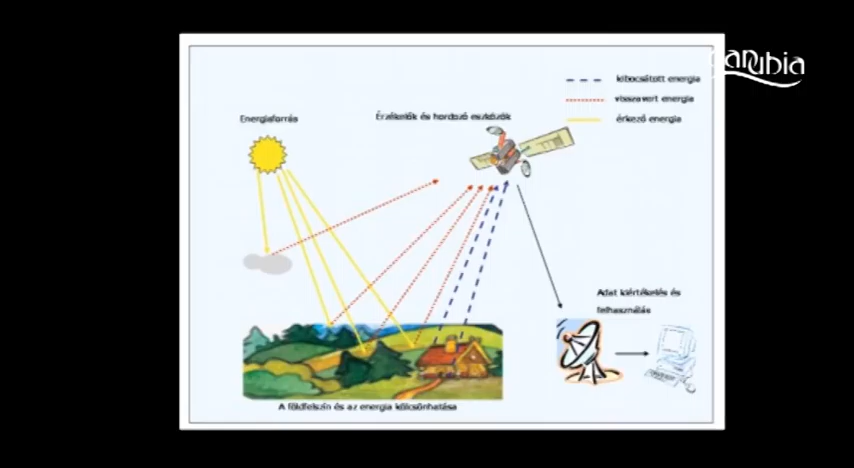 anubia
kibocsátott energia
visszavert energia
érkező energia
Energiaforrás
Érzékelők és hordozó eszközök
Adat kiértékelés és
felhasználás
A földfelszín és az energia kölcsönhatása